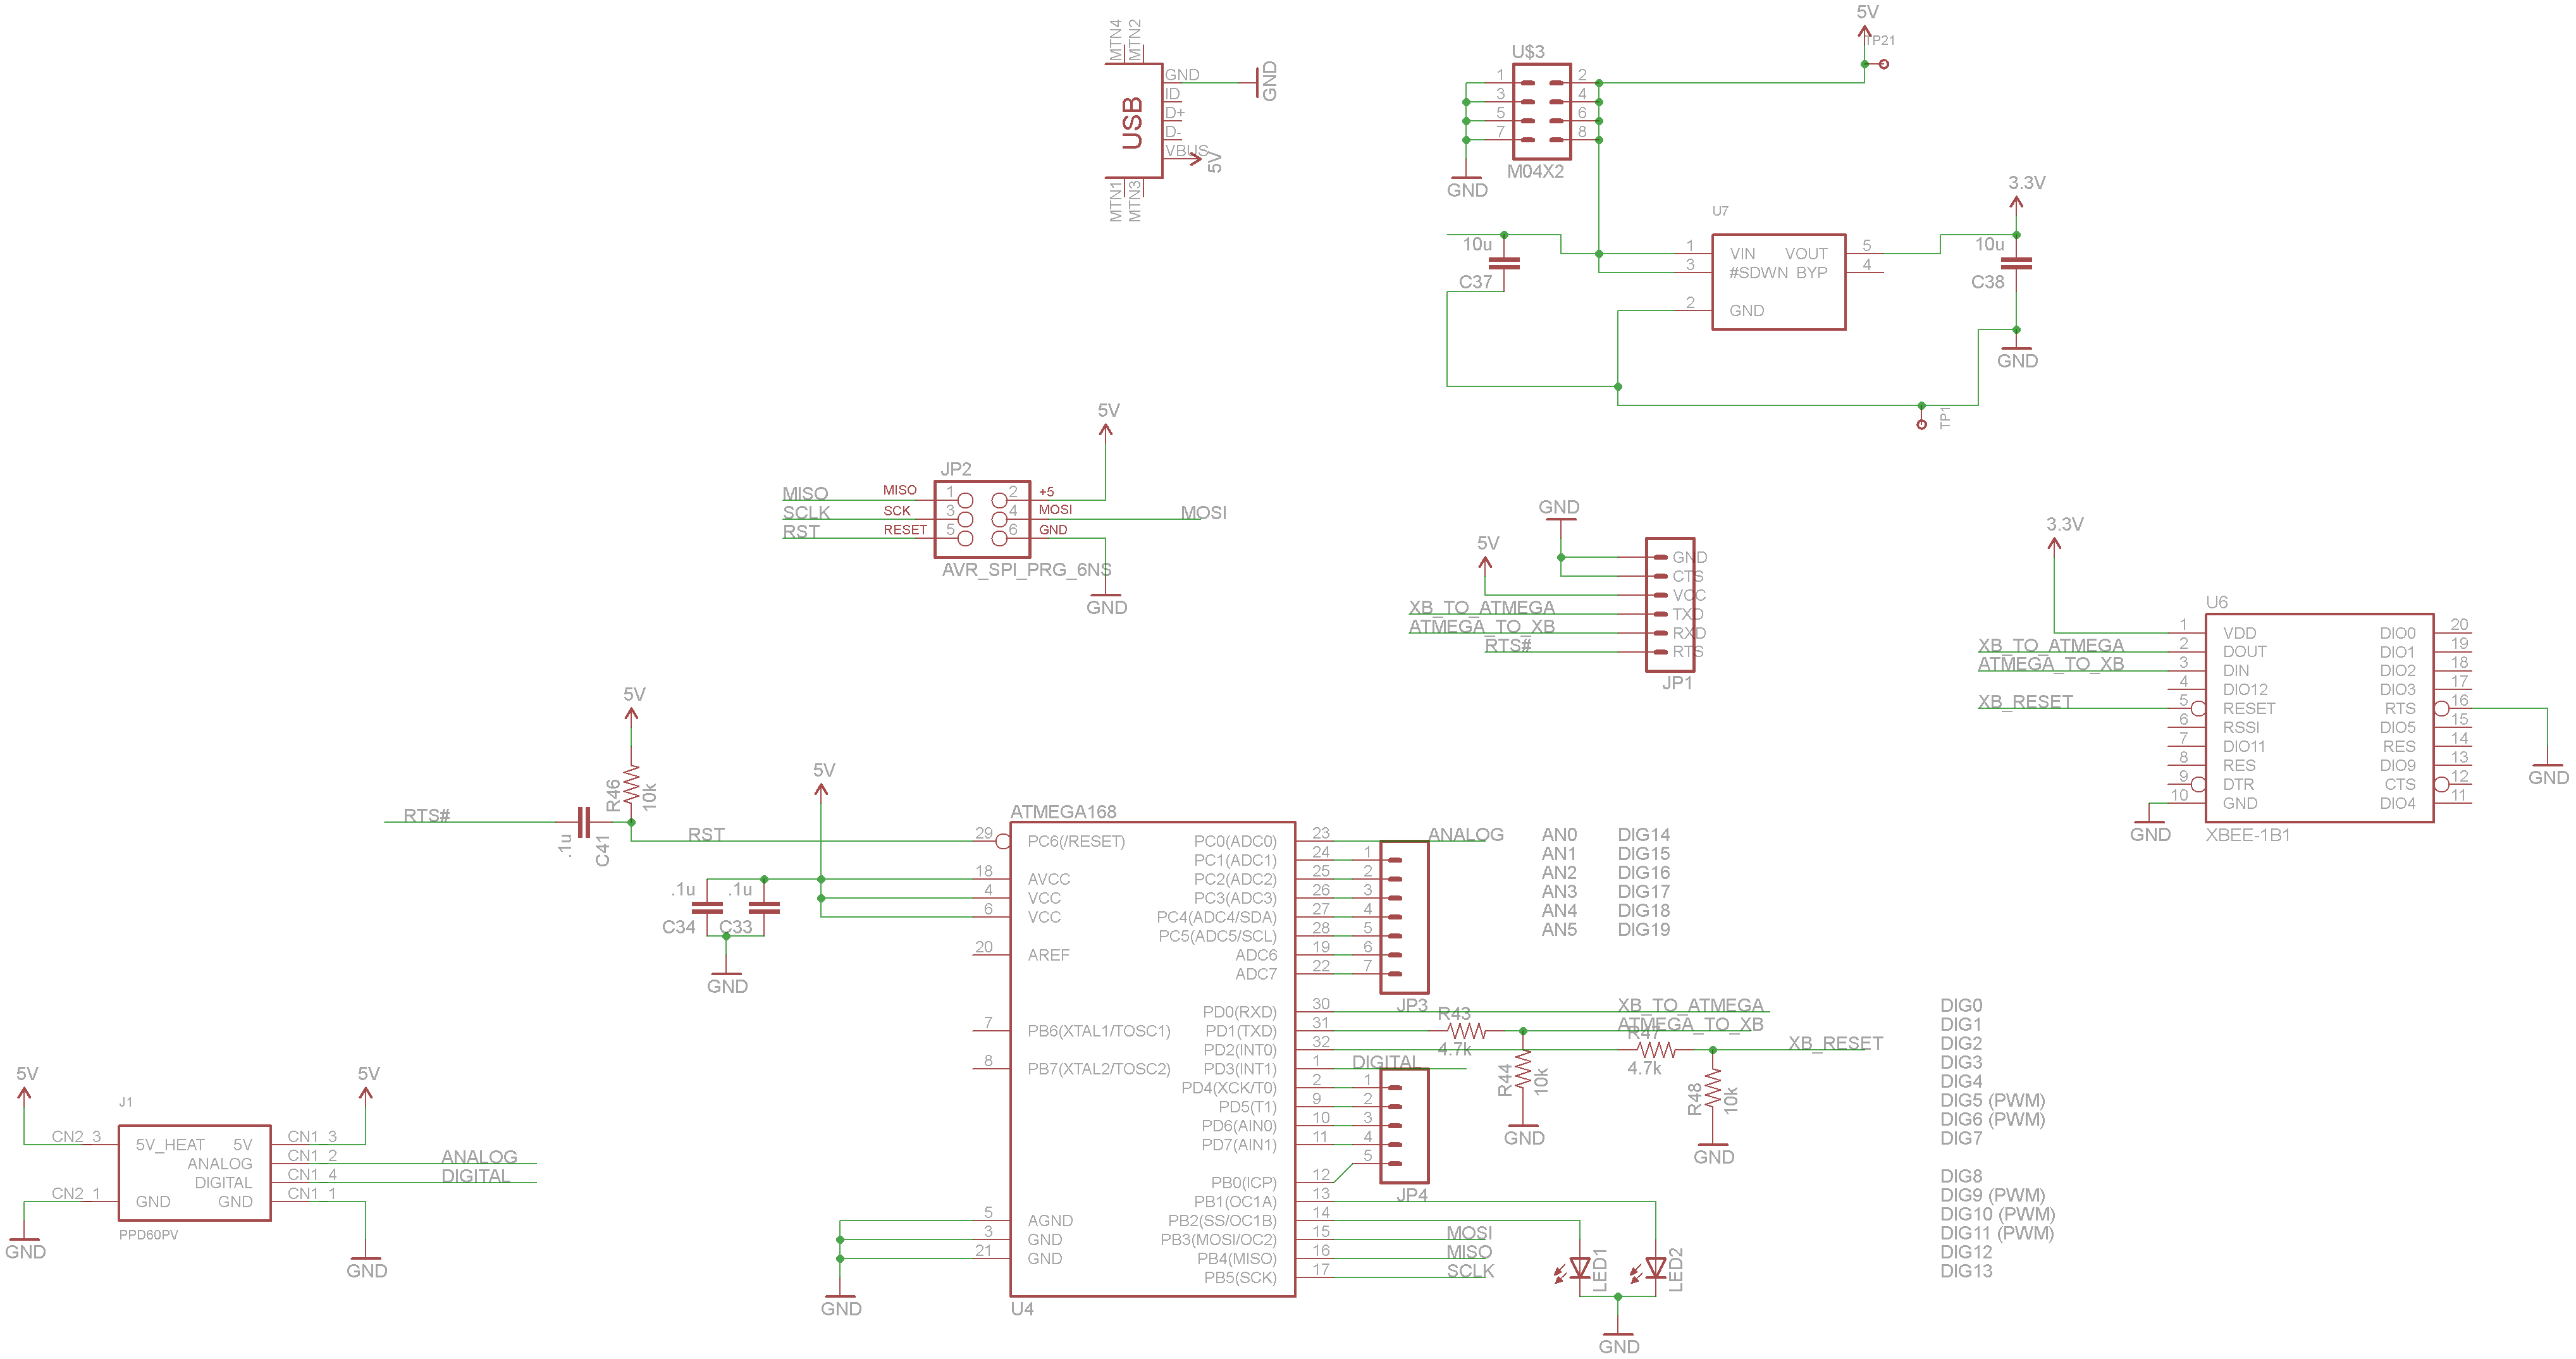 MTN4
MTN2
GND
ID
D+
D-
VBUS
USB
GND
5V
MTN1
MTN3
U$3
1
2
3
4
5
6
7
8
M04X2
GND
5V
TP21
3.3V
U7
10u
C37
1
VIN
VOUT
5
3
#SDWN
BYP
4
2
GND
10u
C38
GND
TP1
5V
JP2
MISO
MISO
1
2
+5
SCLK
SCK
3
4
MOSI
MOSI
RST
RESET
5
6
GND
AVR_SPI_PRG_6NS
GND
GND
5V
GND
CTS
VCC
XB_TO_ATMEGA
TXD
ATMEGA_TO_XB
RXD
RTS#
RTS
JP1
3.3V
U6
1
VDD
DIO0
20
XB_TO_ATMEGA
2
DOUT
DIO1
19
ATMEGA_TO_XB
3
DIN
DIO2
18
4
DIO12
DIO3
17
XB_RESET
5
RESET
RTS
16
6
RSSI
DIO5
15
7
DIO11
RES
14
8
RES
DIO9
13
9
DTR
CTS
12
10
GND
DIO4
11
GND
XBEE-1B1
GND
5V
R46
10k
RTS#
.1u
C41
RST
5V
.1u
.1u
C34
C33
GND
ATMEGA168
29
PC6(/RESET)
18
AVCC
4
VCC
6
VCC
20
AREF
7
PB6(XTAL1/TOSC1)
8
PB7(XTAL2/TOSC2)
5
AGND
3
GND
21
GND
GND
U4
PC0(ADC0)
23
ANALOG
PC1(ADC1)
24
1
PC2(ADC2)
25
2
PC3(ADC3)
26
3
PC4(ADC4/SDA)
27
4
PC5(ADC5/SCL)
28
5
ADC6
19
6
ADC7
22
7
JP3
PD0(RXD)
30
XB_TO_ATMEGA
PD1(TXD)
31
R43
4.7k
ATMEGA_TO_XB
PD2(INT0)
32
R47
4.7k
XB_RESET
PD3(INT1)
1
DIGITAL
PD4(XCK/T0)
2
1
PD5(T1)
9
2
PD6(AIN0)
10
3
PD7(AIN1)
11
4
5
PB0(ICP)
12
JP4
R44
10k
GND
R48
10k
GND
PB1(OC1A)
13
PB2(SS/OC1B)
14
PB3(MOSI/OC2)
15
MOSI
PB4(MISO)
16
MISO
PB5(SCK)
17
SCLK
LED1
LED2
GND
AN0 DIG14
AN1 DIG15
AN2 DIG16
AN3 DIG17
AN4 DIG18
AN5 DIG19
DIG0
DIG1
DIG2
DIG3
DIG4
DIG5 (PWM)
DIG6 (PWM)
DIG7
DIG8
DIG9 (PWM)
DIG10 (PWM)
DIG11 (PWM)
DIG12
DIG13
5V
J1
5V
CN2_3
5V_HEAT
5V
CN1_3
ANALOG
CN1_2
ANALOG
DIGITAL
CN1_4
DIGITAL
CN2_1
GND
GND
CN1_1
PPD60PV
GND
GND